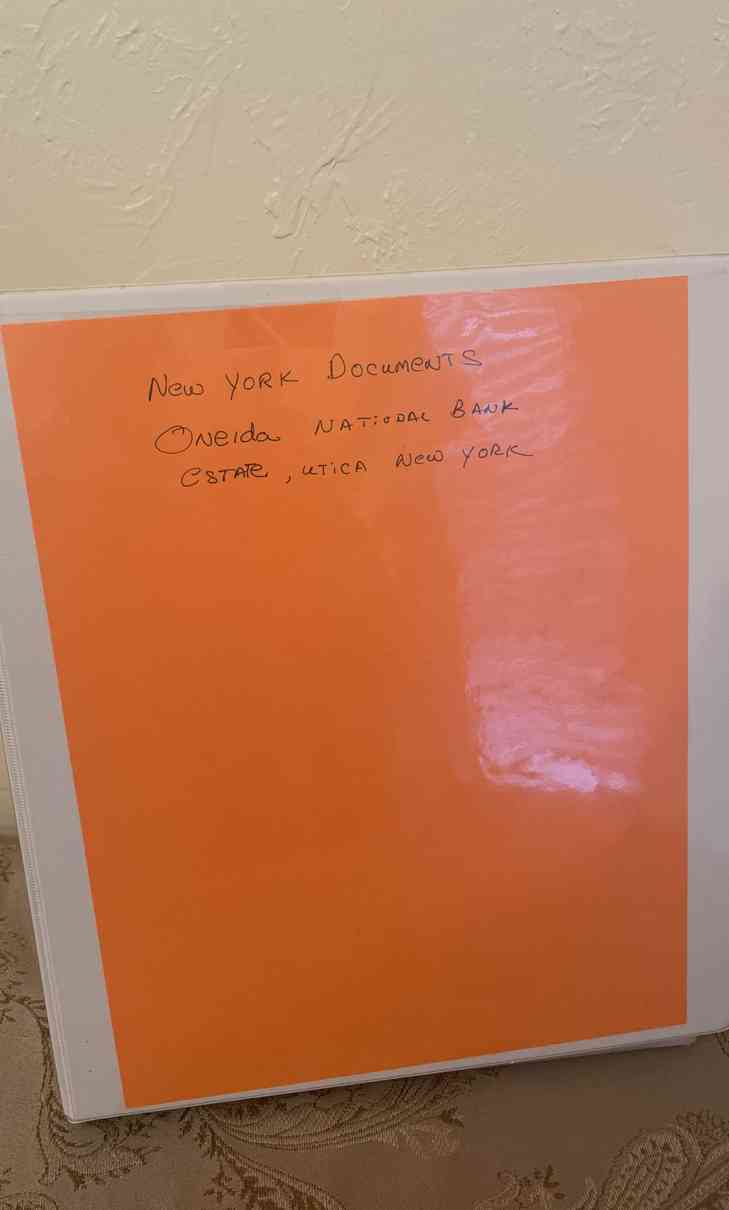 New YORK DOCUMENTS
ONeida NATiONAL BANK
ESTATE, UTiCA New YORK